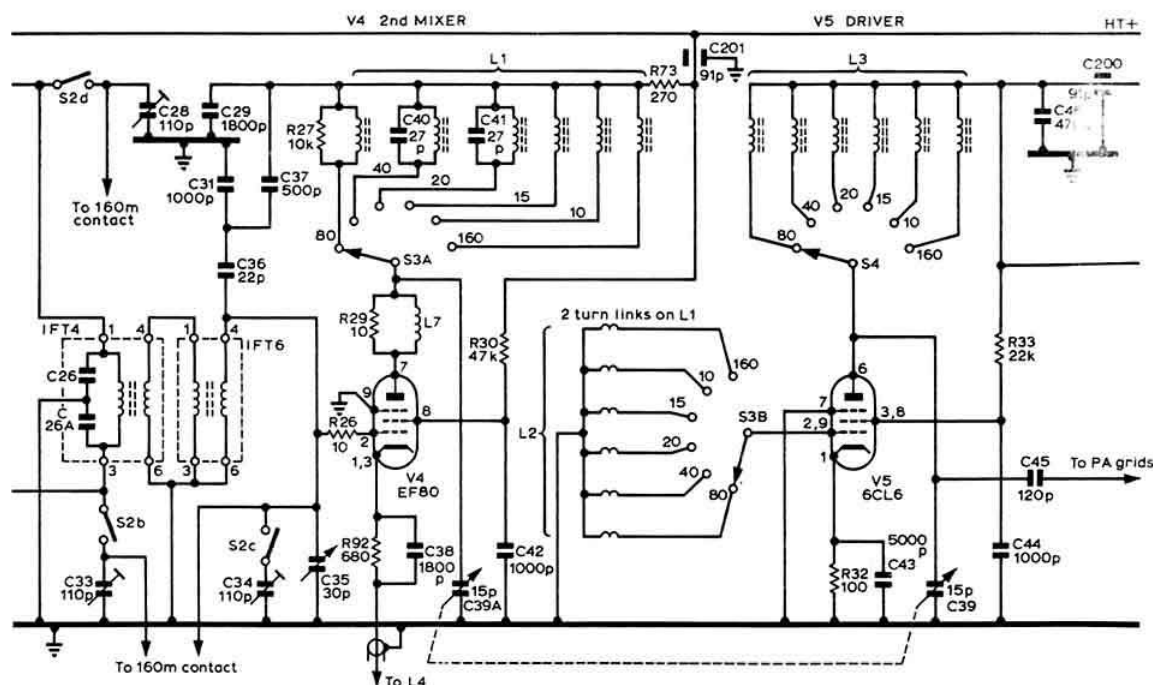 V4 2nd MIXER
V5 DRIVER
HT+
C201
91p
L1
R73
270
L3
C200
91p
S2d
C28
110p
C29
1800p
R27
10k
C40
27
p
C41
27
p
47
C31
1000p
C37
500p
To 160m
contact
40
20
15
10
160
80
S3A
40
20
15
10
160
80
S4
C36
22p
R29
10
L7
R30
47k
2 turn links on L1
R33
22k
IFT4
1
4
1
4
IFT6
C26
C
26A
3
6
3
6
7
9
8
2
1,3
R26
10
V4
EF80
L2
160
10
15
20
40
80
S3B
6
7
3,8
2,9
1
V5
6CL6
C45
120p
To PA grids
S2b
S2c
C33
110p
C34
110p
C35
30p
R92
680
C38
1800
p
C42
1000p
15p
C39A
5000
p
C43
R32
100
15p
C39
C44
1000p
To 160m contact
To L4